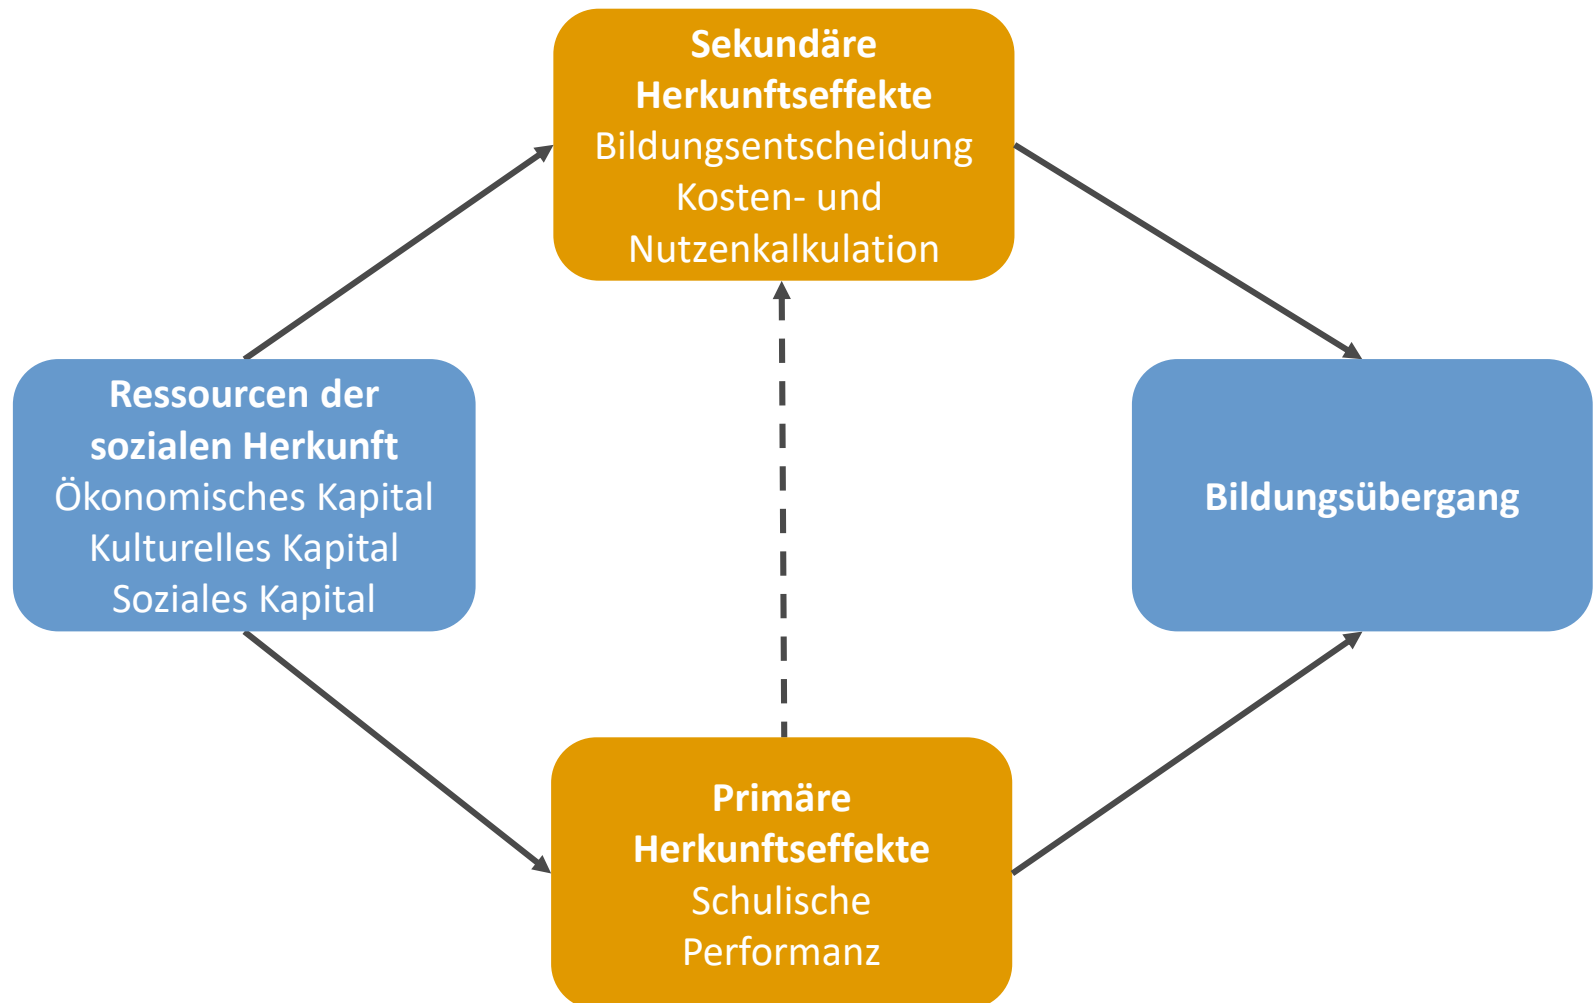 Sekundäre
Herkunftseffekte
Bildungsentscheidung
Kosten- und
Nutzenkalkulation
Ressourcen der
sozialen Herkunft
Ökonomisches Kapital
Kulturelles Kapital
Soziales Kapital
Bildungsübergang
Primäre
Herkunftseffekte
Schulische
Performanz